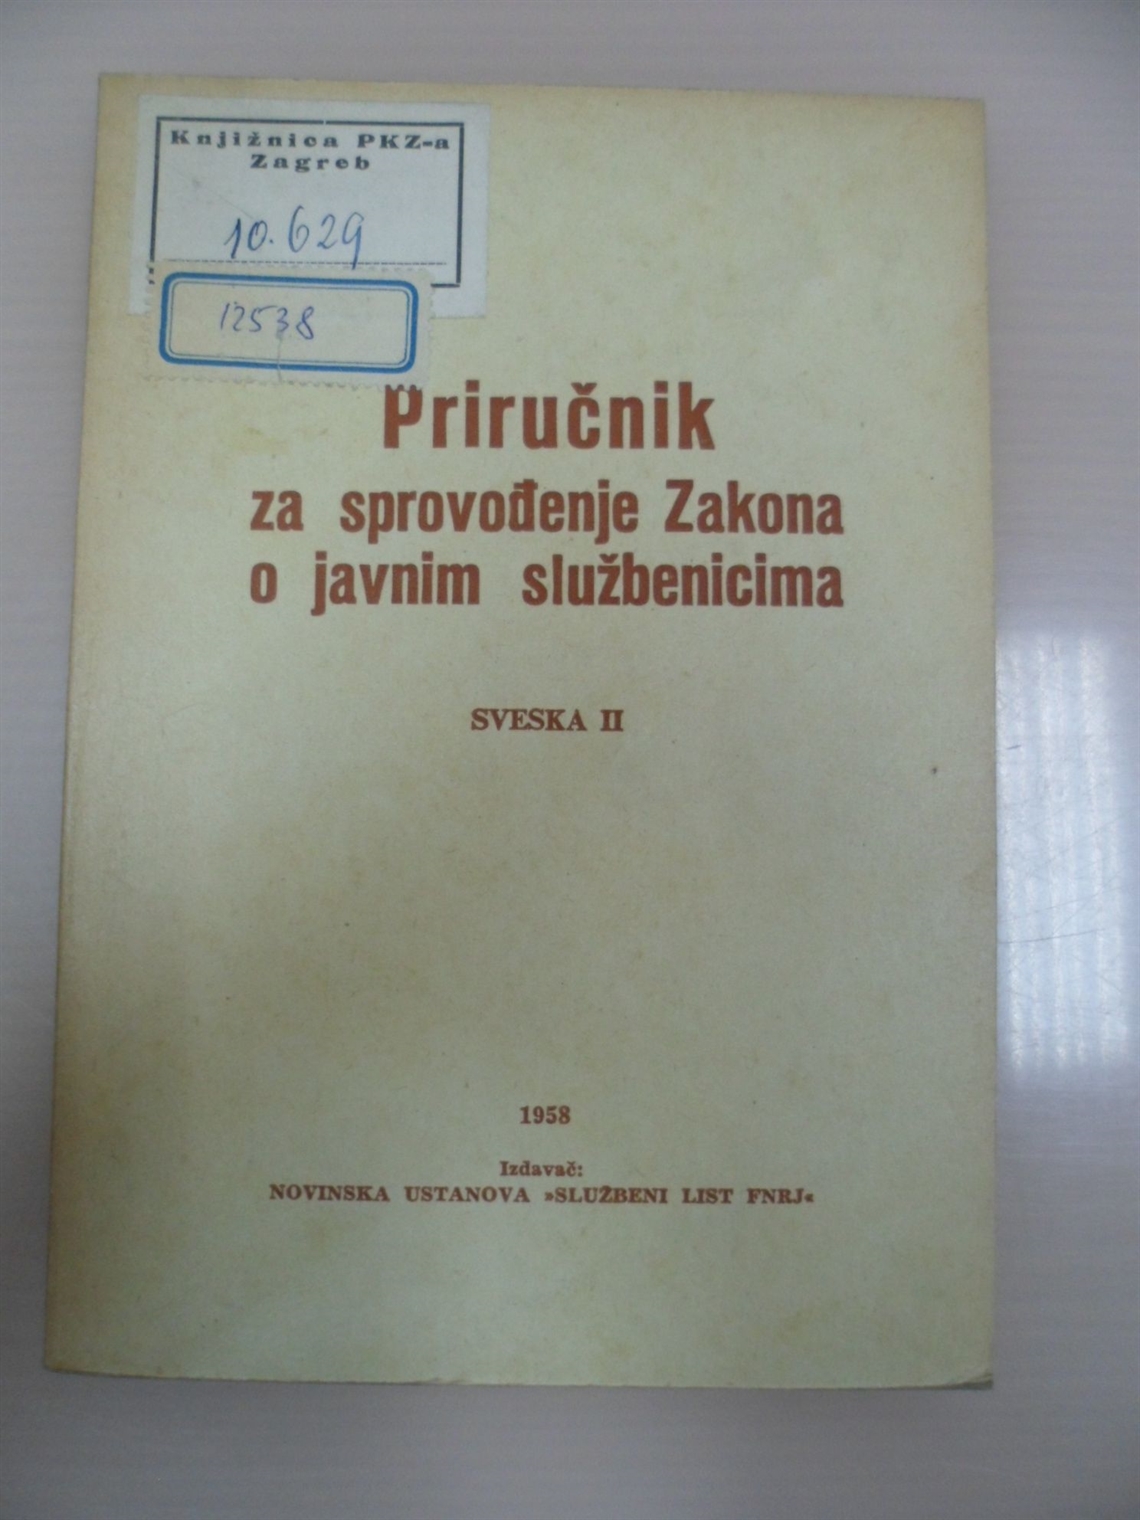 Knjižnica PKZ-a
Zagreb
10.629
12538
Priručnik
za sprovođenje Zakona
o javnim službenicima
SVESKA II
1958
Izdavač:
NOVINSKA USTANOVA »SLUŽBENI LIST FNRJ«